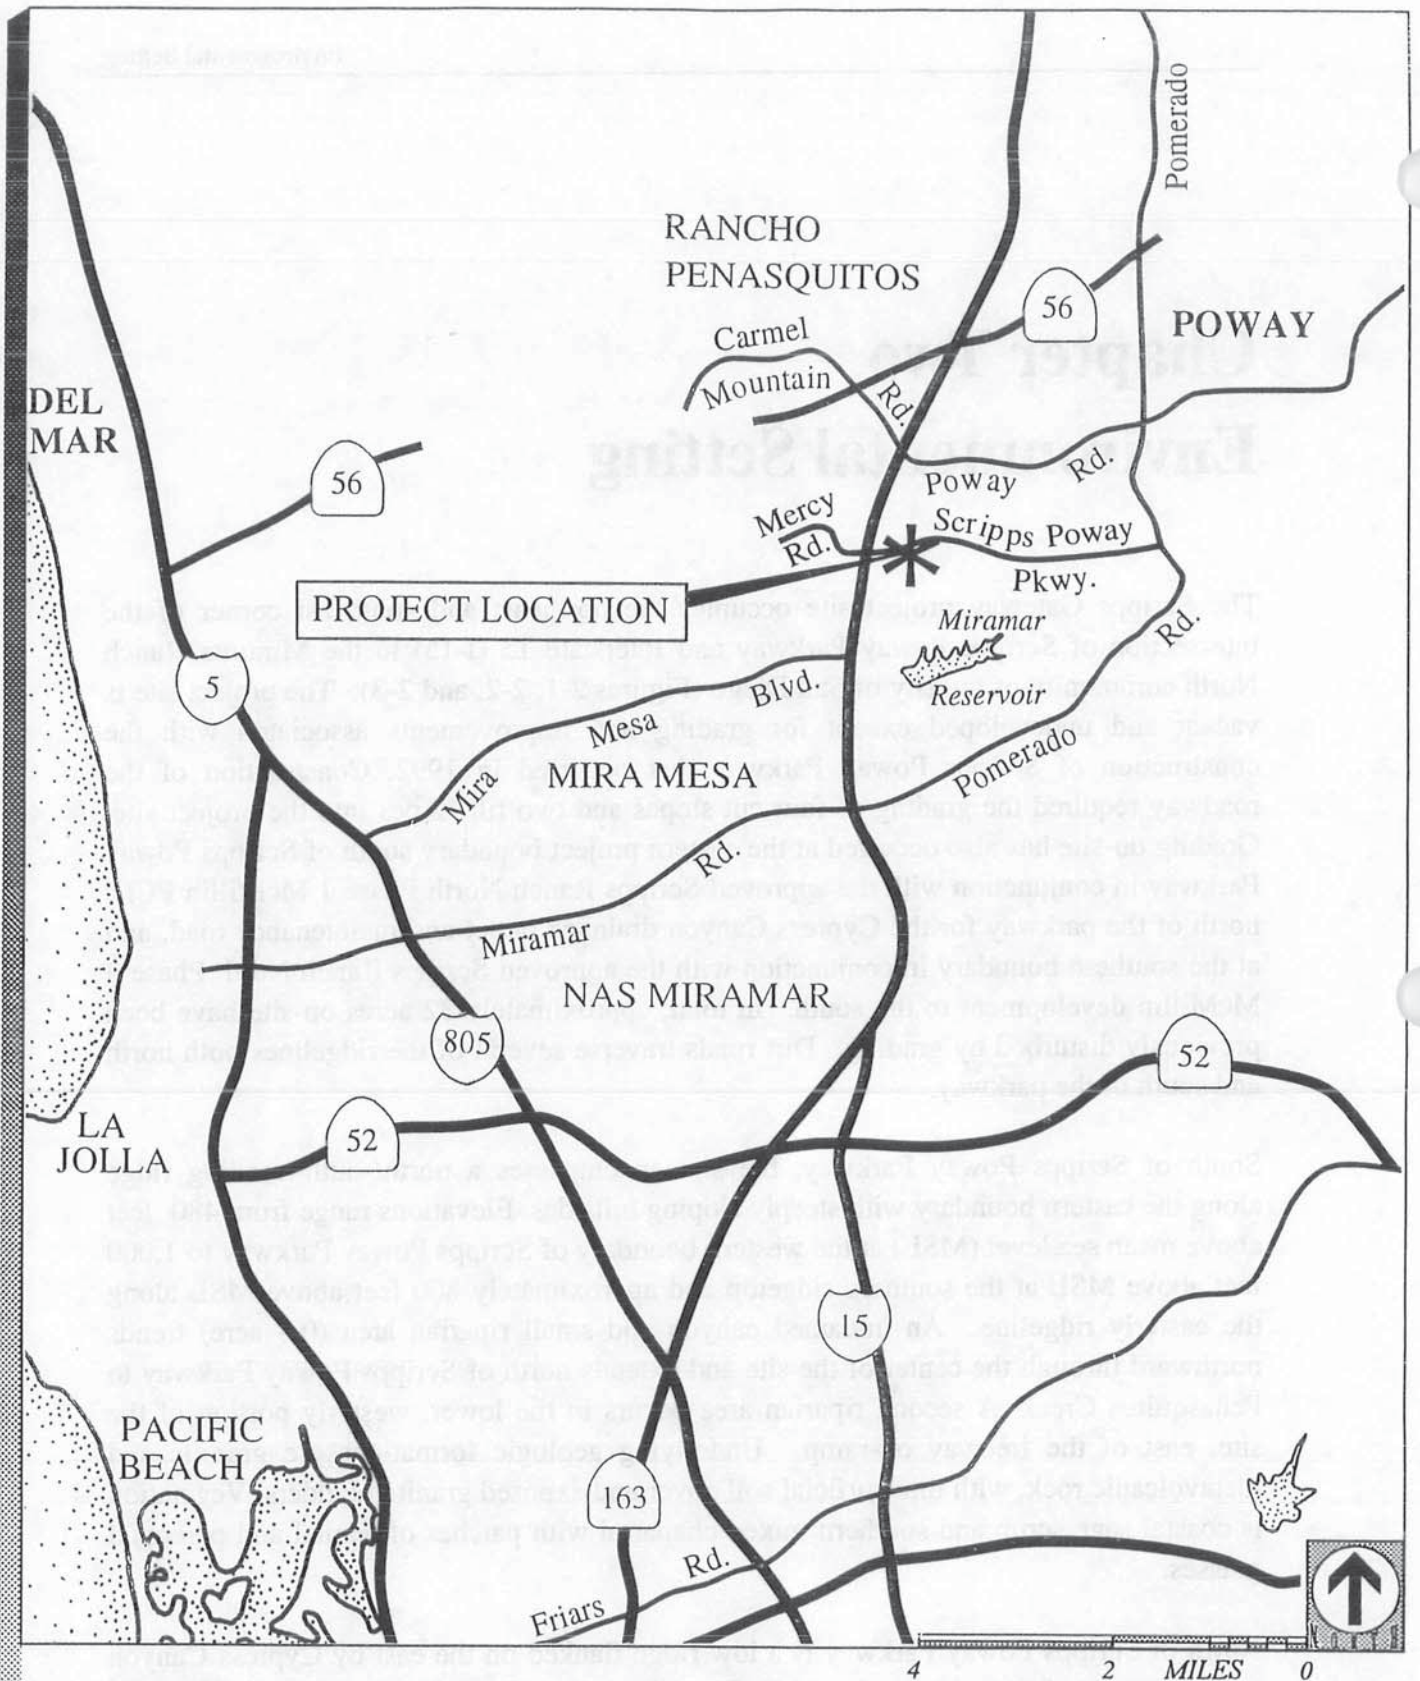 Pomerado
RANCHO
PENASQUITOS
56
Carmel
POWAY
Mountain
Rd.
DEL
MAR
56
Poway
Rd.
Mercy
Rd.
Scripps Poway
Pkwy.
PROJECT LOCATION
Miramar
Reservoir
Rd.
5
Mira
Mesa
Blvd.
MIRA MESA
Pomerado
Miramar
Rd.
NAS MIRAMAR
805
52
LA
JOLLA
52
15
PACIFIC
BEACH
163
Friars
Rd.
4 2 MILES 0